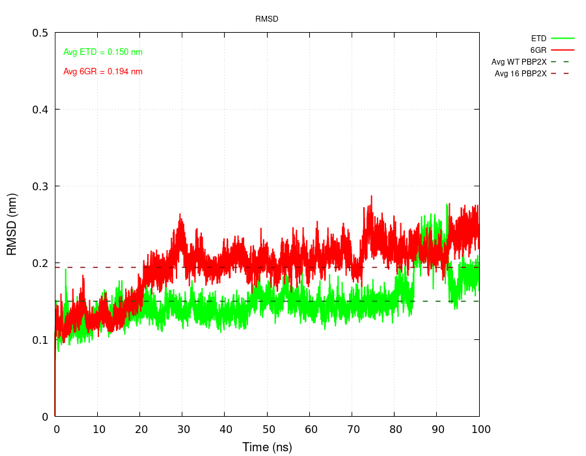 RMSD
Avg ETD = 0.150 nm
Avg 6GR = 0.194 nm
ETD
6GR
Avg WT PBP2X
Avg 16 PBP2X
RMSD (nm)
0.5
0.4
0.3
0.2
0.1
0
0 10 20 30 40 50 60 70 80 90 100
Time (ns)